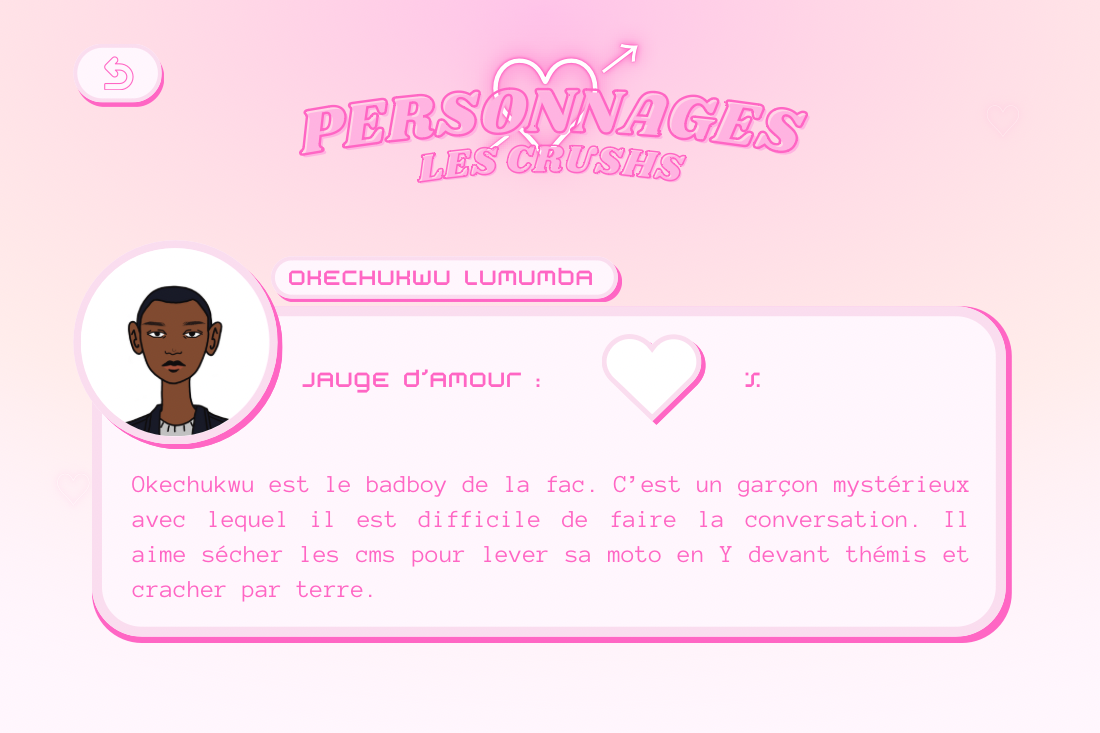 PERSONNAGES
LES CRUSHS
OKECHUKWU LUMUMBA
JAUGE D'AMOUR :
%
Okechukwu est le badboy de la fac. C'est un garçon mystérieux
avec lequel il est difficile de faire la conversation. Il
aime sécher les cms pour lever sa moto en Y devant thémis et
cracher par terre.